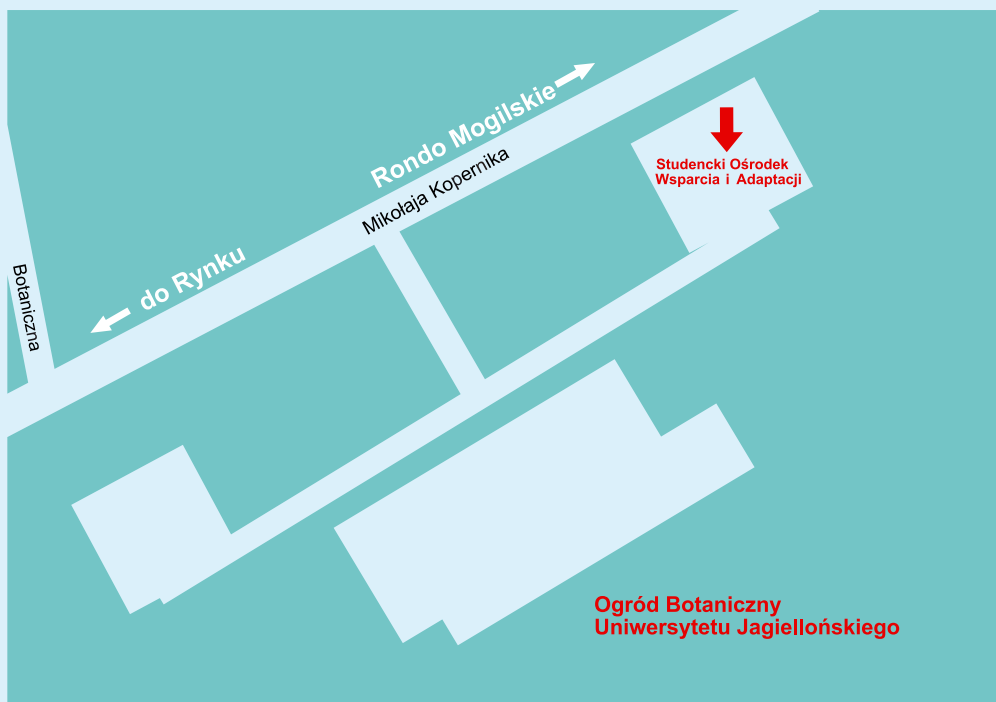 Rondo Mogilskie
Mikołaja Kopernika
Studencki Ośrodek
Wsparcia i Adaptacji
do Rynku
Botaniczna
Ogród Botaniczny
Uniwersytetu Jagiellońskiego